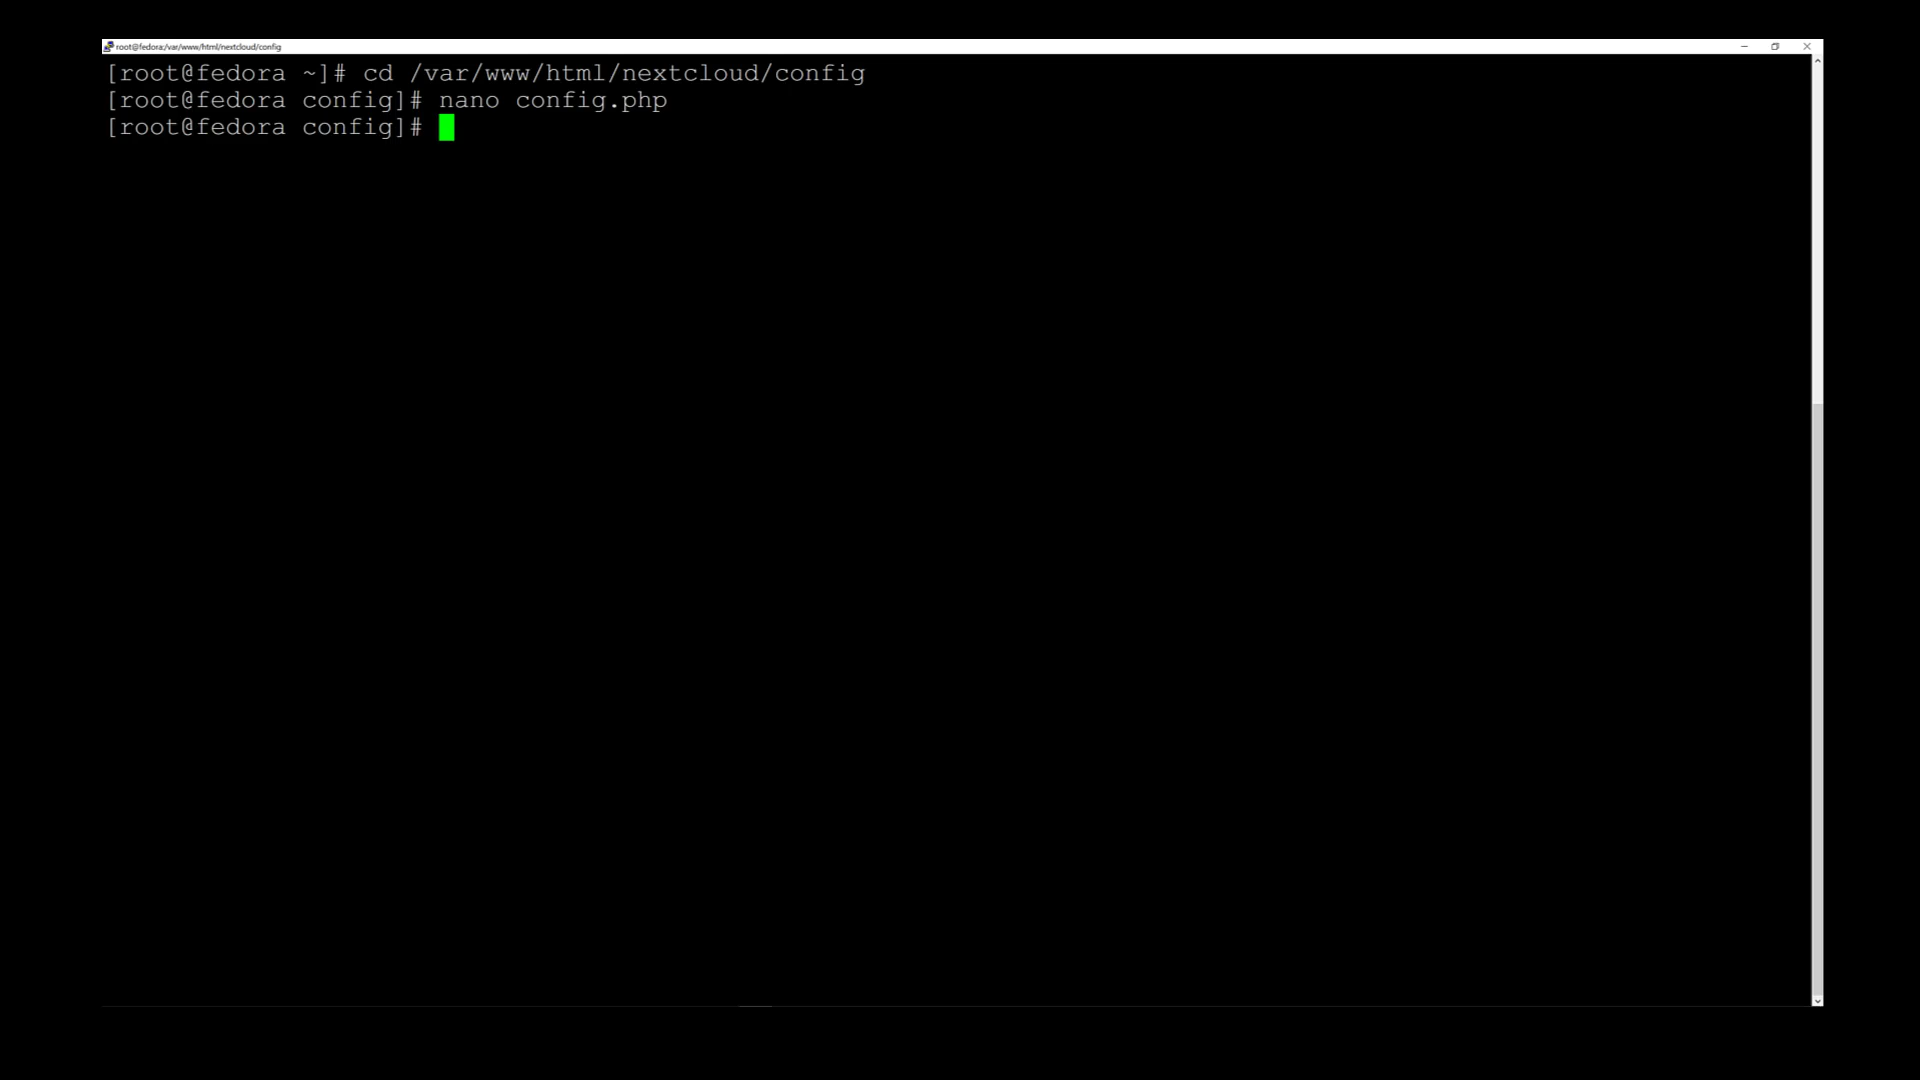 root@fedora:/var/www/html/nextcloud/config
[root@fedora ~]# cd /var/www/html/nextcloud/config
[root@fedora config]# nano config.php
[root@fedora config]#